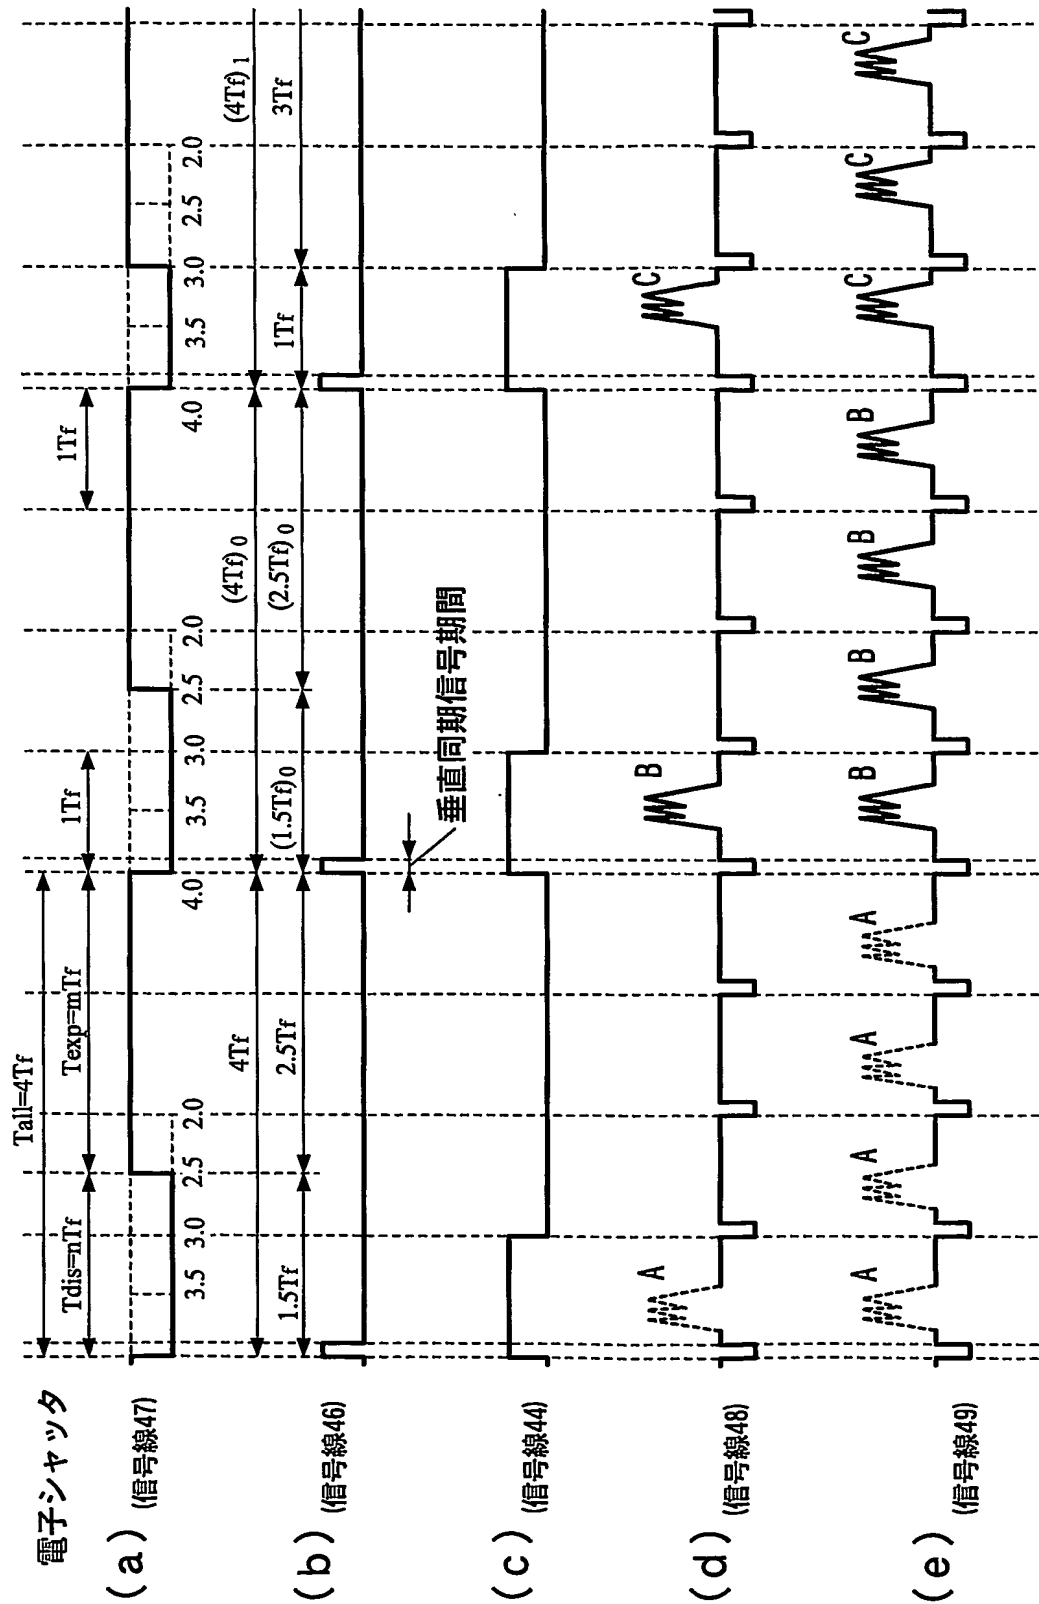 電子シャッタ
Tall=4Tf
Tdis=nTf
Texp=mTf
1Tf
1Tf
(a)
(信号線47)
3.5
3.0
2.5
2.0
4.0
3.5
3.0
2.5
2.0
4.0
3.5
3.0
2.5
2.0
4Tf
(4Tf)0
(4Tf)1
1.5Tf
2.5Tf
(1.5Tf)0
(2.5Tf)0
1Tf
3Tf
(b)
(信号線46)
垂直同期信号期間
(c)
(信号線44)
(d)
(信号線48)
A
B
C
(e)
(信号線49)
A
A
A
A
B
B
B
B
C
C
C